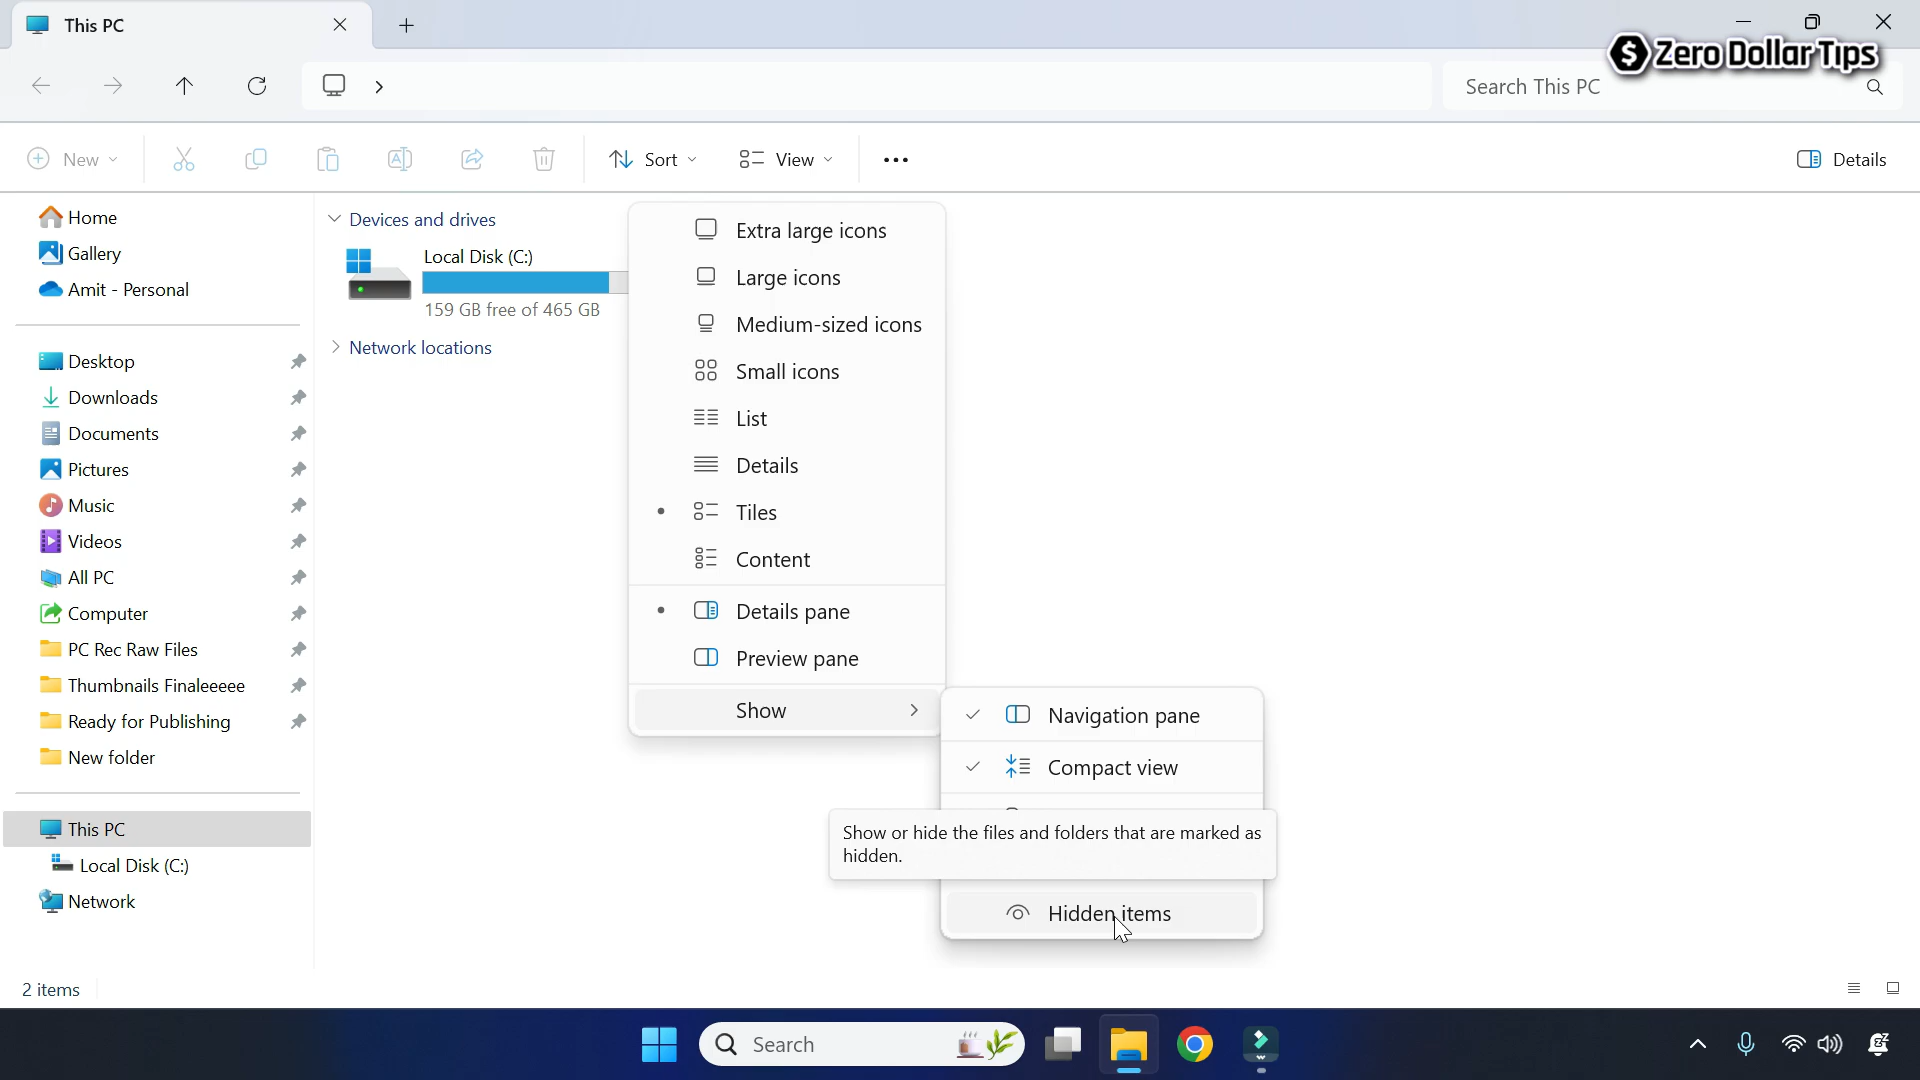 This PC
Zero Dollar Tips
Search This PC
New
Sort
View
Details
Home
Gallery
Amit - Personal
Desktop
Downloads
Documents
Pictures
Music
Videos
All PC
Computer
PC Rec Raw Files
Thumbnails Finaleeeee
Ready for Publishing
New folder
This PC
Local Disk (C:)
Network
Devices and drives
Local Disk (C:)
159 GB free of 465 GB
Network locations
Extra large icons
Large icons
Medium-sized icons
Small icons
List
Details
Tiles
Content
Details pane
Preview pane
Show
Navigation pane
Compact view
Show or hide the files and folders that are marked as
hidden.
Hidden items
2 items
Search